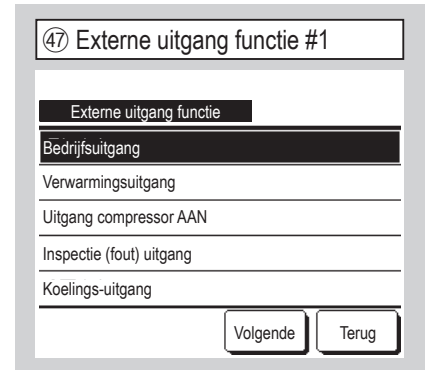 ㊼ Externe uitgang functie #1
Externe uitgang functie
Bedrijfsuitgang
Verwarmingsuitgang
Uitgang compressor AAN
Inspectie (fout) uitgang
Koelings-uitgang
Volgende
Terug